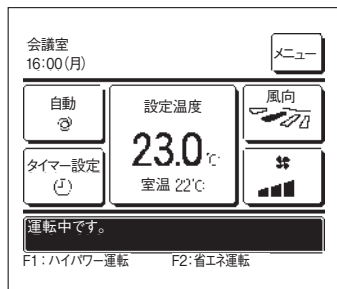 会議室
16:00(月)
メニュー
自動
設定温度
風向
23.0℃
タイマー設定
室温 22℃
運転中です。
F1:ハイパワー運転 F2:省エネ運転